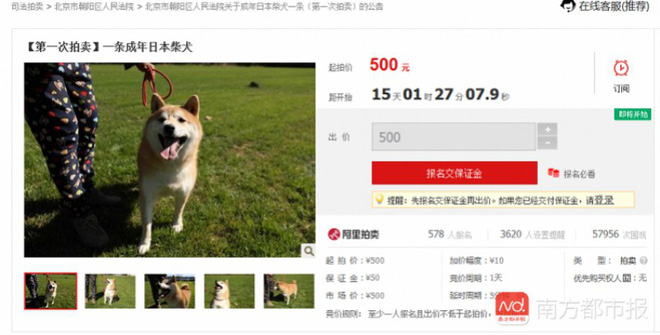 司法拍卖 > 北京市朝阳区人民法院 > 北京市朝阳区人民法院关于成年日本柴犬一条（第一次拍卖）的公告
在线客服(推荐)
【第一次拍卖】一条成年日本柴犬
起拍价 500 元
距开始 15 天 01 时 27 分 07.9 秒
订阅
即将开始
出 价 500 + -
报名交保证金
报名必看
提醒：先报名交保证金再出价。如果您已经交付保证金，请登录
阿里拍卖 578 人报名 3620 人设置提醒 57956 次围观
起 拍 价：¥500 加价幅度：¥10 类 型：拍卖
保 证 金：¥50 竞价周期：1天 优先购买权人：无
市 场 价：¥500 延时周期：5
竞价规则：至少一人报名且出价不低于起拍价，
南方都市报